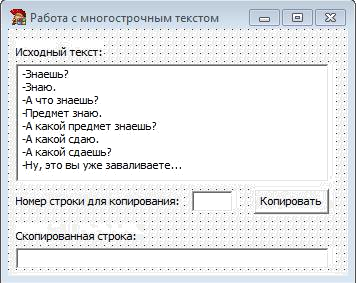 Работа с многострочным текстом
Исходный текст:
-Знаешь?
-Знаю.
-А что знаешь?
-Предмет знаю.
-А какой предмет знаешь?
-А какой сдаю.
-А какой сдаешь?
-Ну, это вы уже заваливаете...
Номер строки для копирования:
Копировать
Скопированная строка: